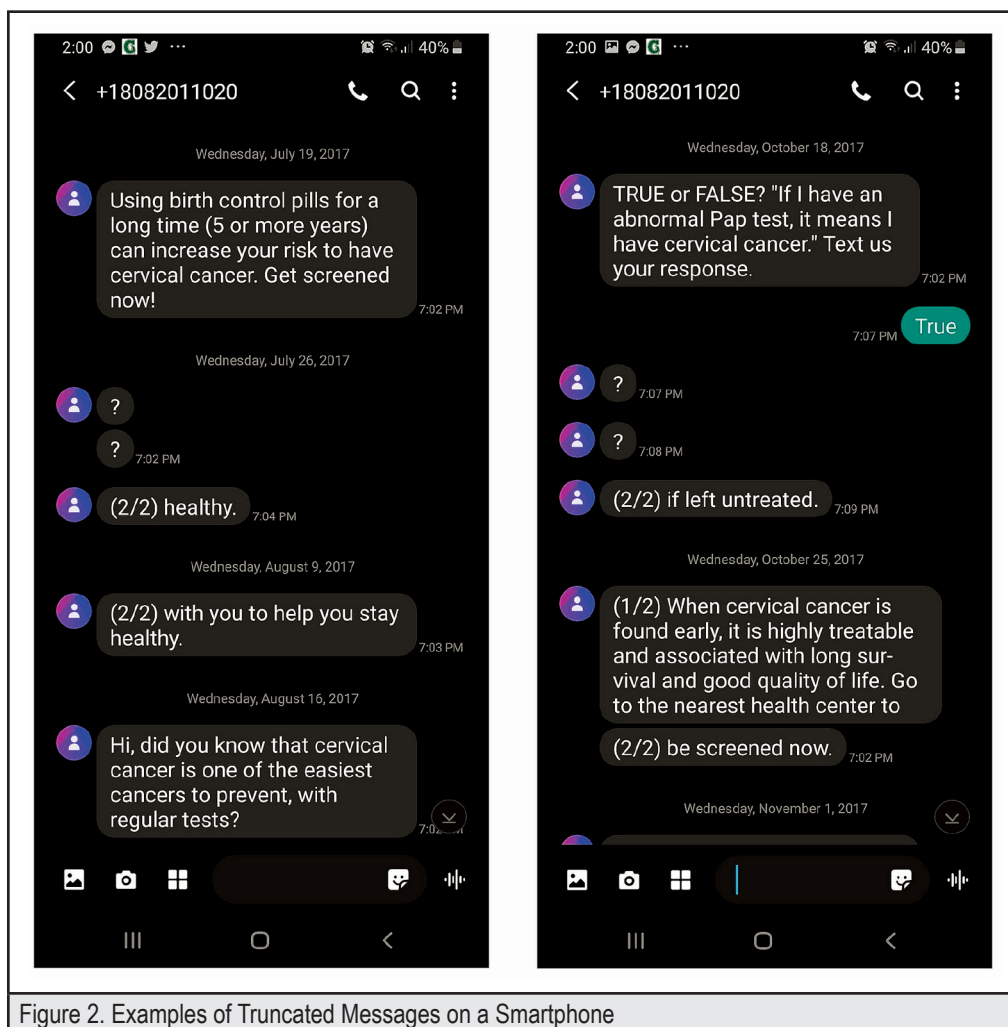 2:00 ··· 40%
+18082011020
Wednesday, July 19, 2017
Using birth control pills for a
long time (5 or more years)
can increase your risk to have
cervical cancer. Get screened
now!
7:02 PM
Wednesday, July 26, 2017
?
?
7:02 PM
(2/2) healthy.
7:04 PM
Wednesday, August 9, 2017
(2/2) with you to help you stay
healthy.
7:03 PM
Wednesday, August 16, 2017
Hi, did you know that cervical
cancer is one of the easiest
cancers to prevent, with
regular tests?
2:00 ··· 40%
+18082011020
Wednesday, October 18, 2017
TRUE or FALSE? "If I have an
abnormal Pap test, it means I
have cervical cancer." Text us
your response.
7:02 PM
True
7:07 PM
?
7:07 PM
?
7:08 PM
(2/2) if left untreated.
7:09 PM
Wednesday, October 25, 2017
(1/2) When cervical cancer is
found early, it is highly treatable
and associated with long sur-
vival and good quality of life. Go
to the nearest health center to
(2/2) be screened now.
7:02 PM
Wednesday, November 1, 2017
Figure 2. Examples of Truncated Messages on a Smartphone